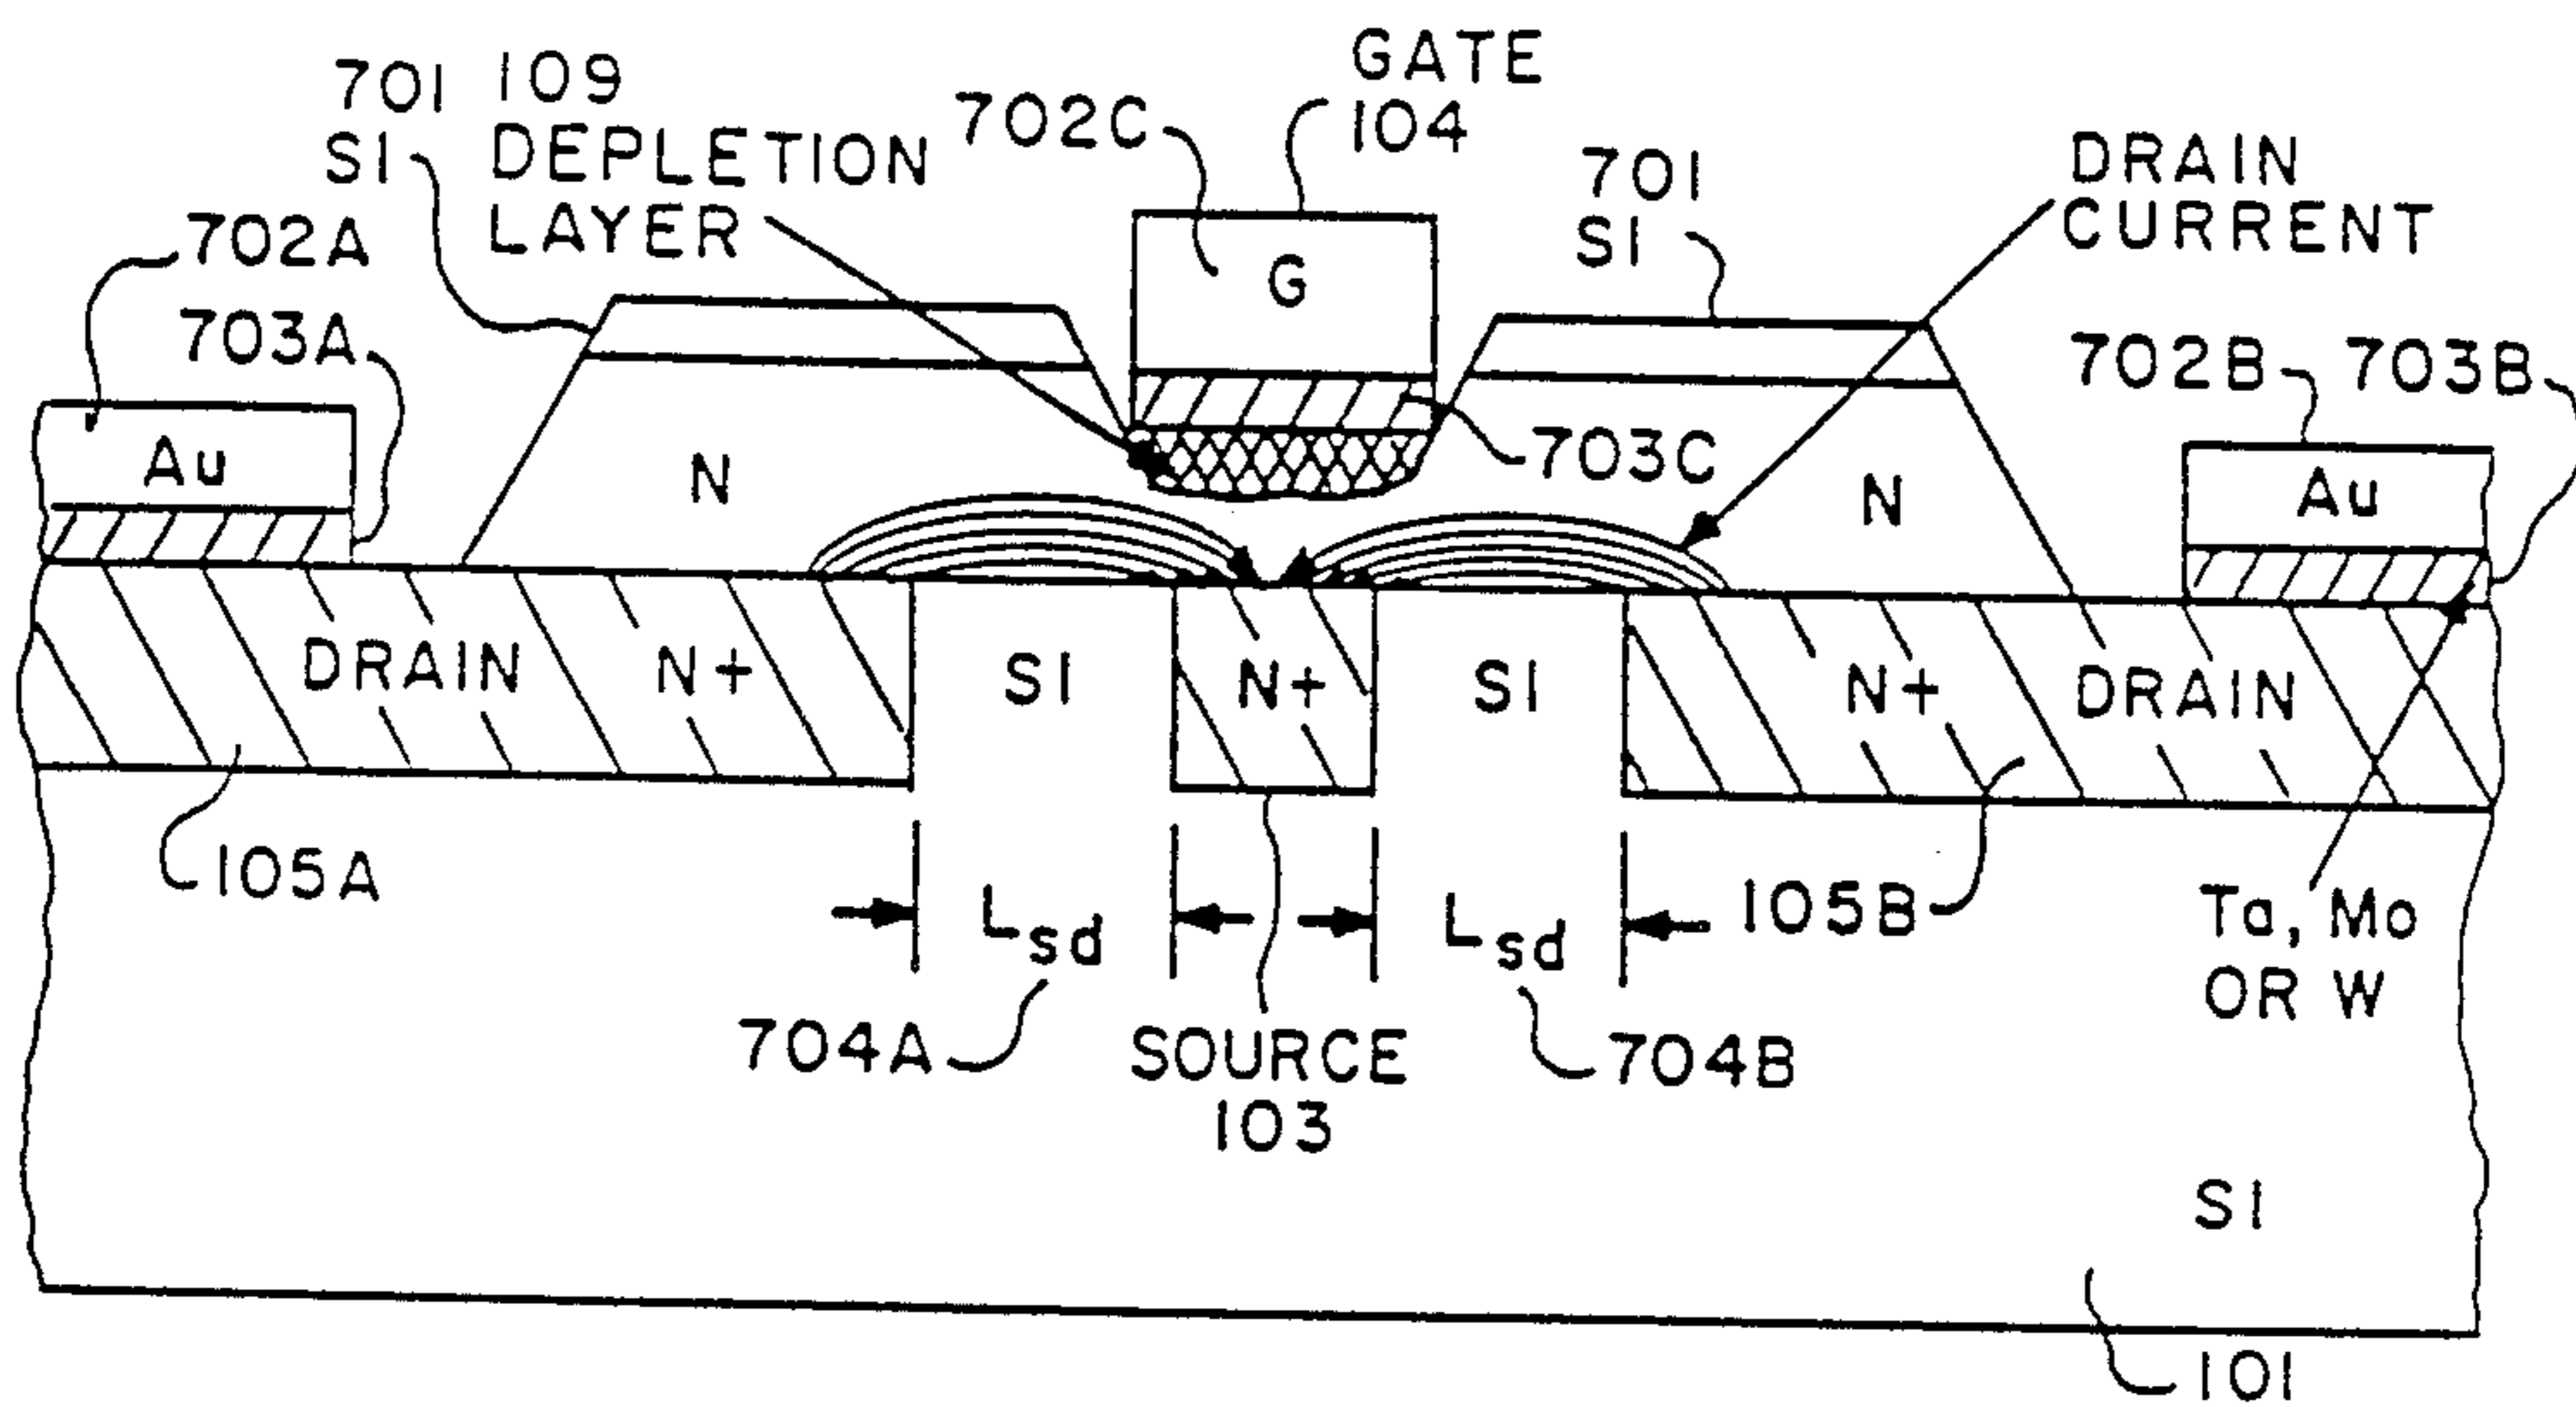 701
SI
109
DEPLETION
LAYER
702C
GATE
104
701
SI
DRAIN
CURRENT
702A
703A
G
702B
703B
Au
N
703C
N
Au
DRAIN
N+
SI
N+
SI
N+
DRAIN
105A
Lsd
Lsd
105B
Ta, Mo
OR W
704A
SOURCE
103
704B
SI
101